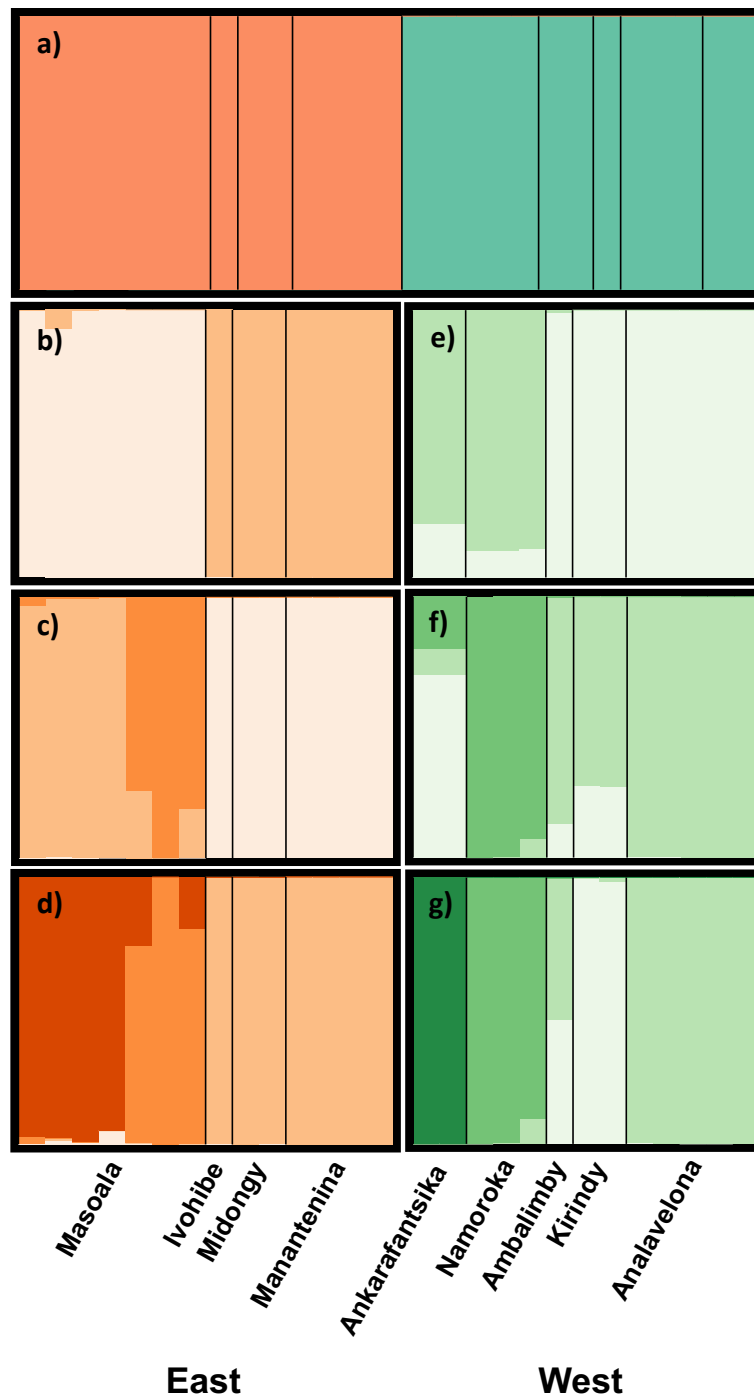 a)
b)
e)
c)
f)
d)
g)
Masoala
Ivohibe
Midongy
Manantenina
Ankarafantsika
Namoroka
Ambalimby
Kirindy
Analavelona
East
West